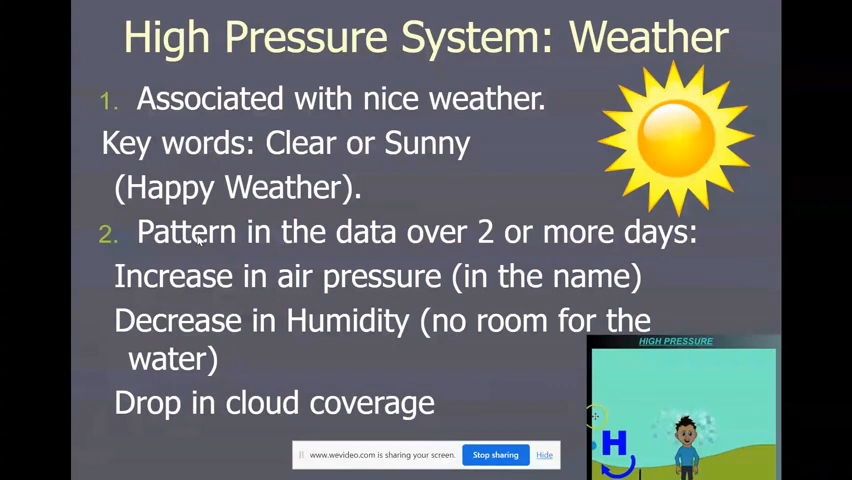 High Pressure System: Weather
1. Associated with nice weather.
Key words: Clear or Sunny
(Happy Weather).
2. Pattern in the data over 2 or more days:
Increase in air pressure (in the name)
Decrease in Humidity (no room for the
water)
Drop in cloud coverage
HIGH PRESSURE
H
www.wevideo.com is sharing your screen.
Stop sharing
Hide